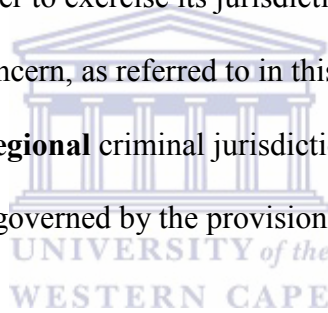 er to exercise its jurisdict
ncern, as referred to in this
egional criminal jurisdicti
governed by the provision
UNIVERSITY of the
WESTERN CAPE